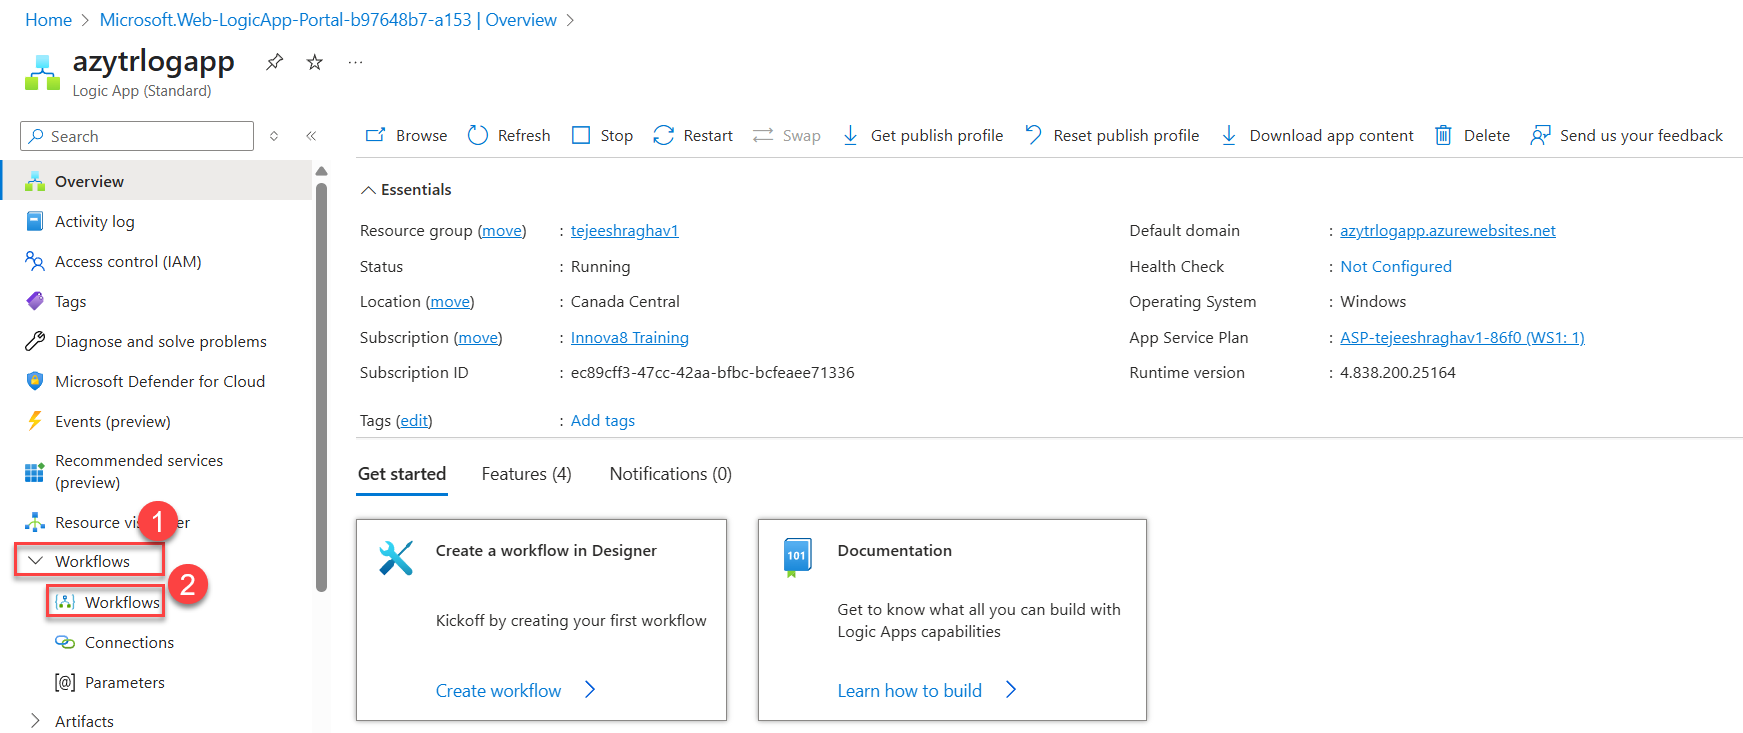 Home > Microsoft.Web-LogicApp-Portal-b97648b7-a153 | Overview >
azytrlogapp
Logic App (Standard)
Search
Browse Refresh Stop Restart Swap Get publish profile Reset publish profile Download app content Delete Send us your feedback
Overview
Activity log
Access control (IAM)
Tags
Diagnose and solve problems
Microsoft Defender for Cloud
Events (preview)
Recommended services
(preview)
Resource vis er
1
Workflows
2
Workflows
Connections
[@] Parameters
Artifacts
Essentials
Resource group (move) : tejeeshraghav1
Status : Running
Location (move) : Canada Central
Subscription (move) : Innova8 Training
Subscription ID : ec89cff3-47cc-42aa-bfbc-bcfeaee71336
Tags (edit) : Add tags
Default domain : azytrlogapp.azurewebsites.net
Health Check : Not Configured
Operating System : Windows
App Service Plan : ASP-tejeeshraghav1-86f0 (WS1: 1)
Runtime version : 4.838.200.25164
Get started Features (4) Notifications (0)
Create a workflow in Designer
Kickoff by creating your first workflow
Create workflow
101
Documentation
Get to know what all you can build with
Logic Apps capabilities
Learn how to build